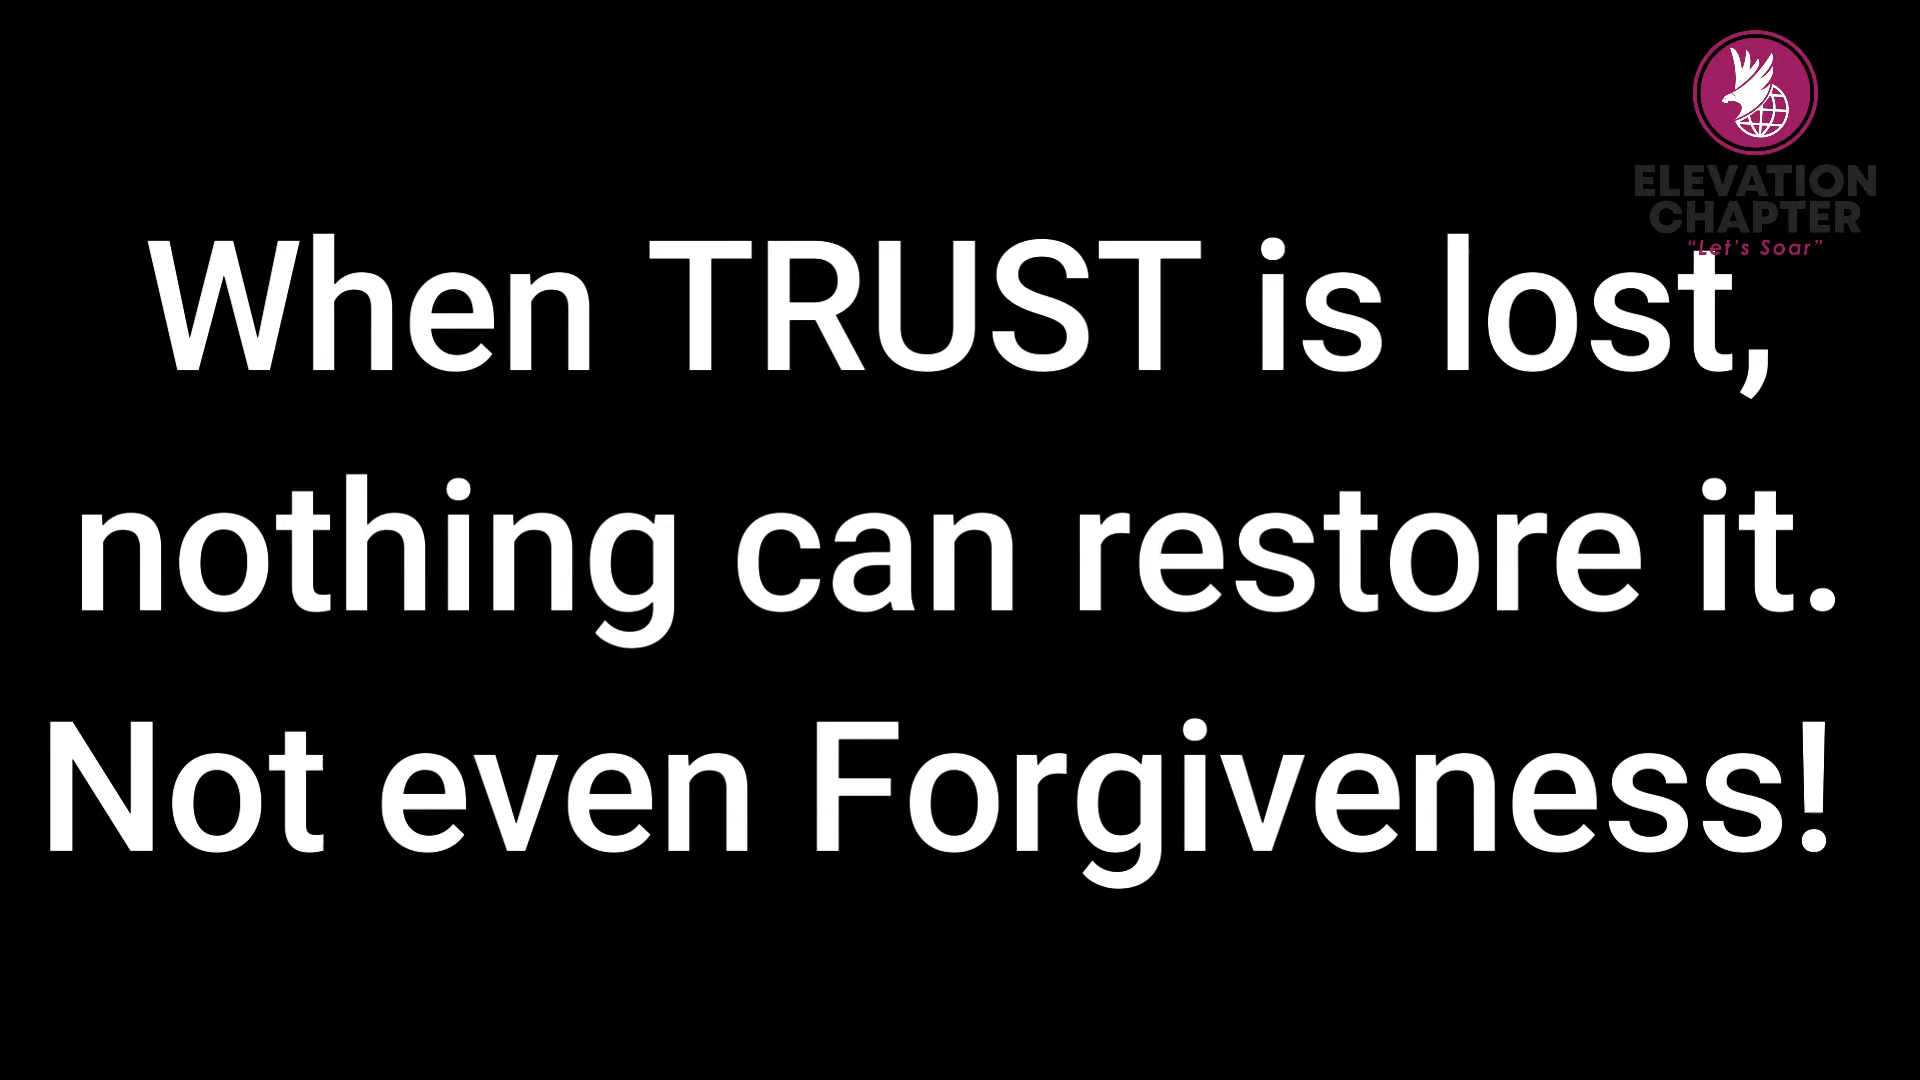 ELEVATION
CHAPTER
“Let’s Soar”
When TRUST is lost,
nothing can restore it.
Not even Forgiveness!